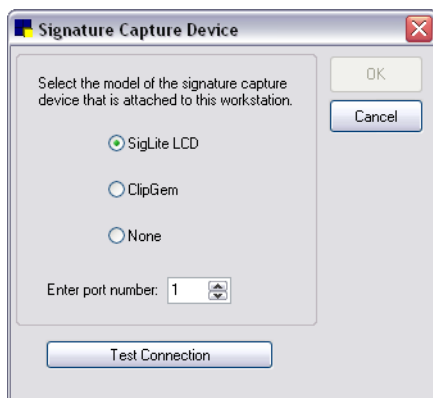 Signature Capture Device
Select the model of the signature capture
device that is attached to this workstation.
OK
Cancel
SigLite LCD
ClipGem
None
Enter port number: 1
Test Connection